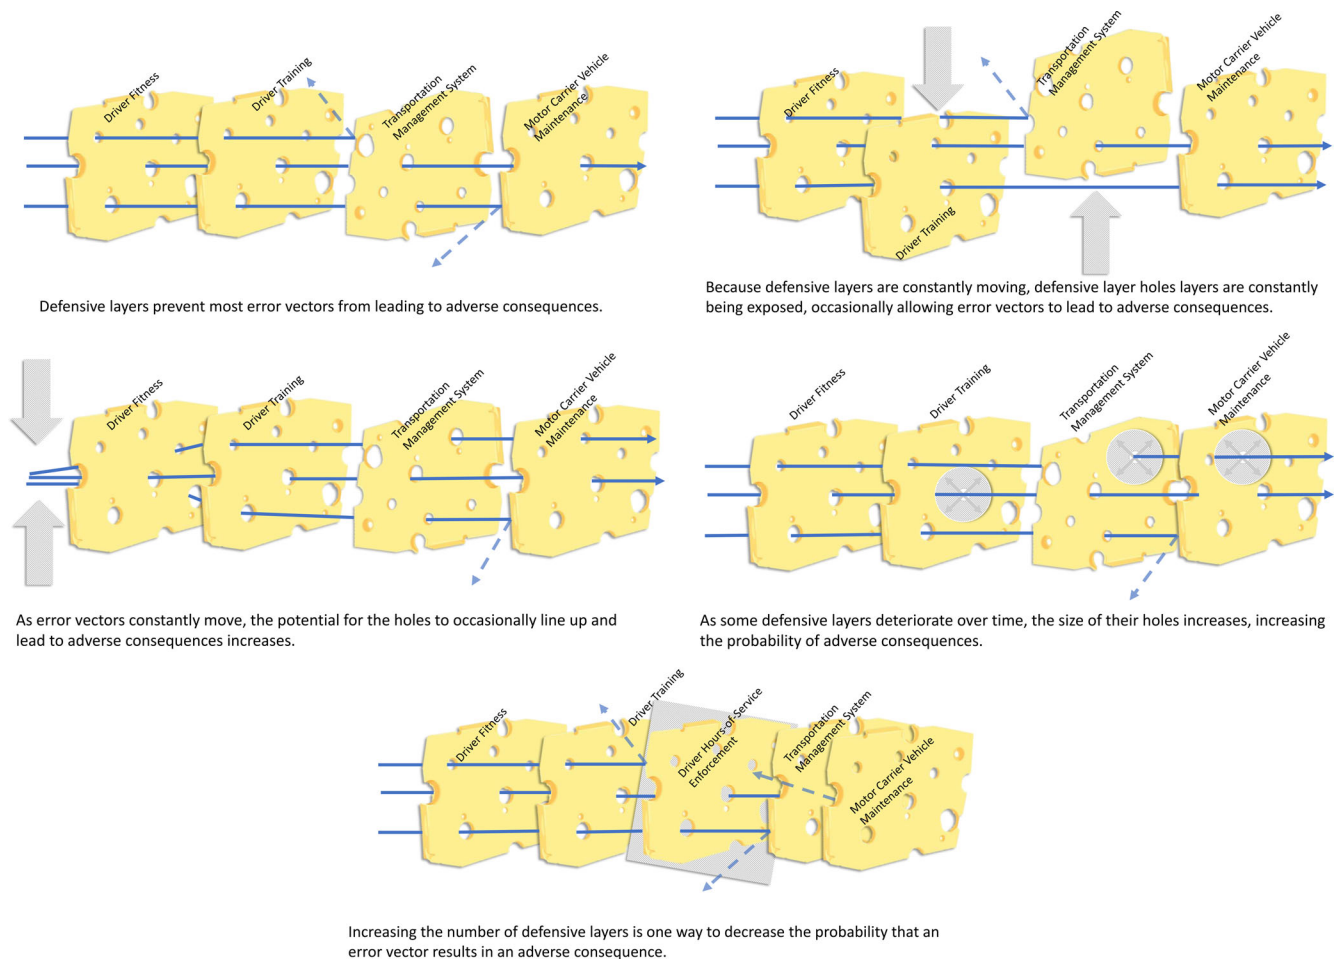 Driver Fitness
Driver Training
Transportation
Management System
Motor Carrier Vehicle
Maintenance
Defensive layers prevent most error vectors from leading to adverse consequences.
Driver Fitness
Driver Training
Transportation
Management System
Motor Carrier Vehicle
Maintenance
Because defensive layers are constantly moving, defensive layer holes layers are constantly
being exposed, occasionally allowing error vectors to lead to adverse consequences.
Driver Fitness
Driver Training
Transportation
Management System
Motor Carrier Vehicle
Maintenance
As error vectors constantly move, the potential for the holes to occasionally line up and
lead to adverse consequences increases.
Driver Fitness
Driver Training
Transportation
Management System
Motor Carrier Vehicle
Maintenance
As some defensive layers deteriorate over time, the size of their holes increases, increasing
the probability of adverse consequences.
Driver Fitness
Driver Training
Driver Hours-of-Service
Enforcement
Transportation
Management System
Motor Carrier Vehicle
Maintenance
Increasing the number of defensive layers is one way to decrease the probability that an
error vector results in an adverse consequence.